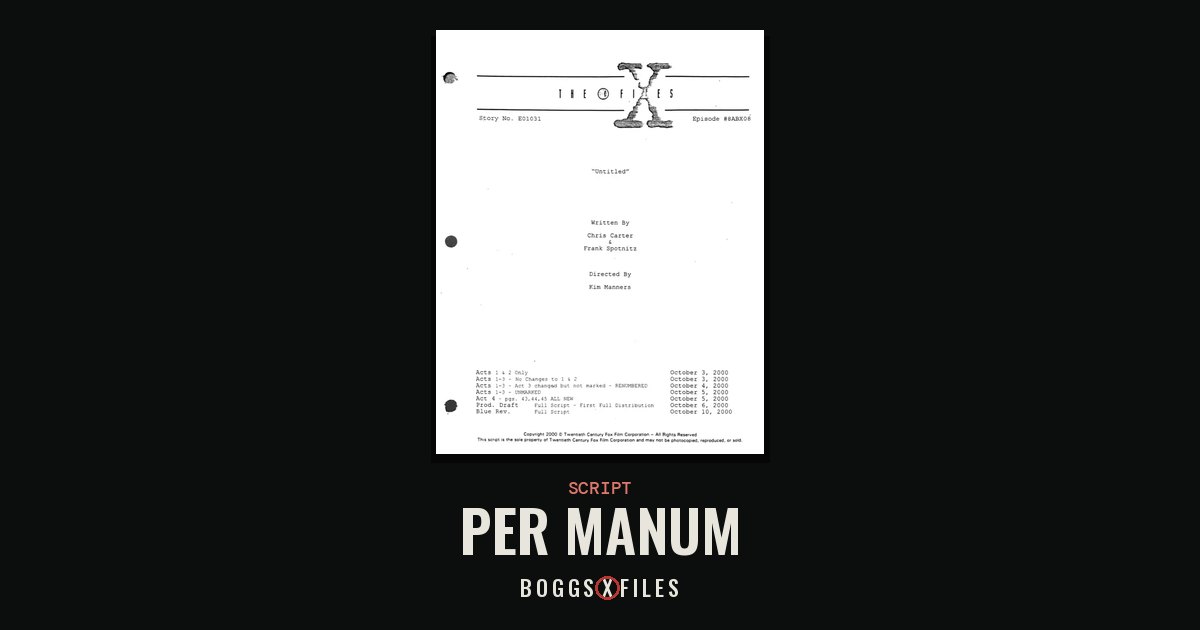 THE X FILES
Story No. E01031 Episode #8ABX08
"Untitled"
Written By
Chris Carter
&
Frank Spotnitz
Directed By
Kim Manners
Acts 1 & 2 Only October 3, 2000
Acts 1-3 - No Changes to 1 & 2 October 3, 2000
Acts 1-3 - Act 3 changed but not marked - RENUMBERED October 4, 2000
Acts 1-3 - UNMARKED October 5, 2000
Act 4 - pgs. 43,44,45 ALL NEW October 5, 2000
Prod. Draft Full Script - First Full Distribution October 6, 2000
Blue Rev. Full Script October 10, 2000
Copyright 2000 © Twentieth Century Fox Film Corporation - All Rights Reserved
This script is the sole property of Twentieth Century Fox Film Corporation and may not be photocopied, reproduced, or sold.
SCRIPT
PER MANUM
BOGGSXFILES